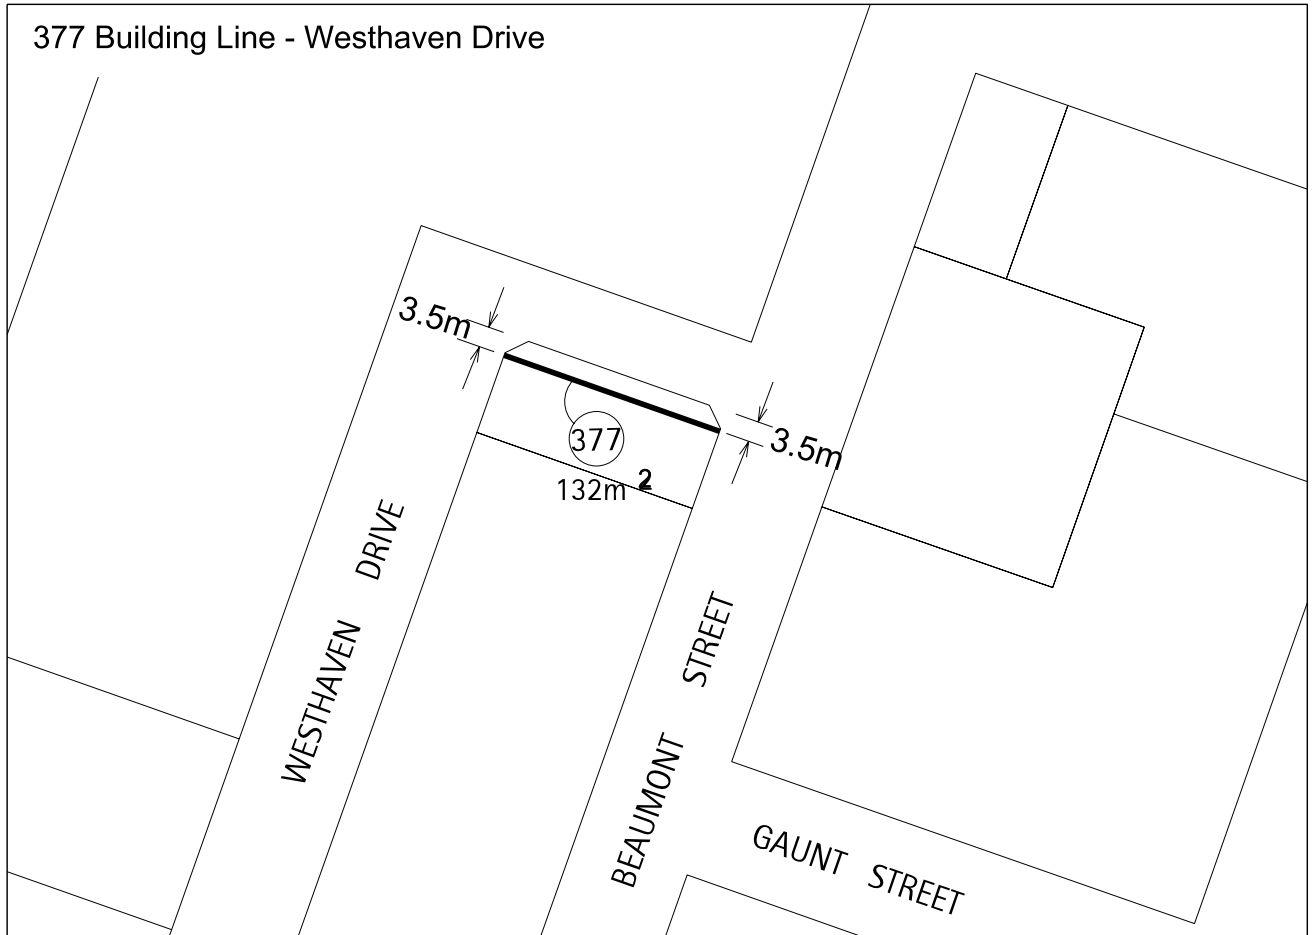 377 Building Line - Westhaven Drive
3.5m
377
3.5m
132m 2
WESTHAVEN DRIVE
BEAUMONT STREET
GAUNT STREET